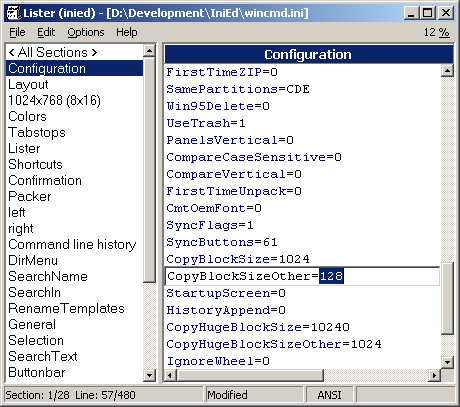 Lister (inied) - [D:\Development\IniEd\wincmd.ini]
File Edit Options Help 12 %
< All Sections >
Configuration
Layout
1024x768 (8x16)
Colors
Tabstops
Lister
Shortcuts
Confirmation
Packer
left
right
Command line history
DirMenu
SearchName
SearchIn
RenameTemplates
General
Selection
SearchText
Buttonbar
Configuration
FirstTimeZIP=0
SamePartitions=CDE
Win95Delete=0
UseTrash=1
PanelsVertical=0
CompareCaseSensitive=0
CompareVertical=0
FirstTimeUnpack=0
CmtOemFont=0
SyncFlags=1
SyncButtons=61
CopyBlockSize=1024
CopyBlockSizeOther=128
StartupScreen=0
HistoryAppend=0
CopyHugeBlockSize=10240
CopyHugeBlockSizeOther=1024
IgnoreWheel=0
Section: 1/28 Line: 57/480 Modified ANSI